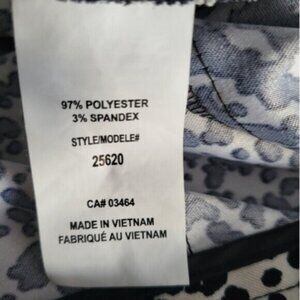 97% POLYESTER
3% SPANDEX
STYLE/MODELE#
25620
CA# 03464
MADE IN VIETNAM
FABRIQUÉ AU VIETNAM